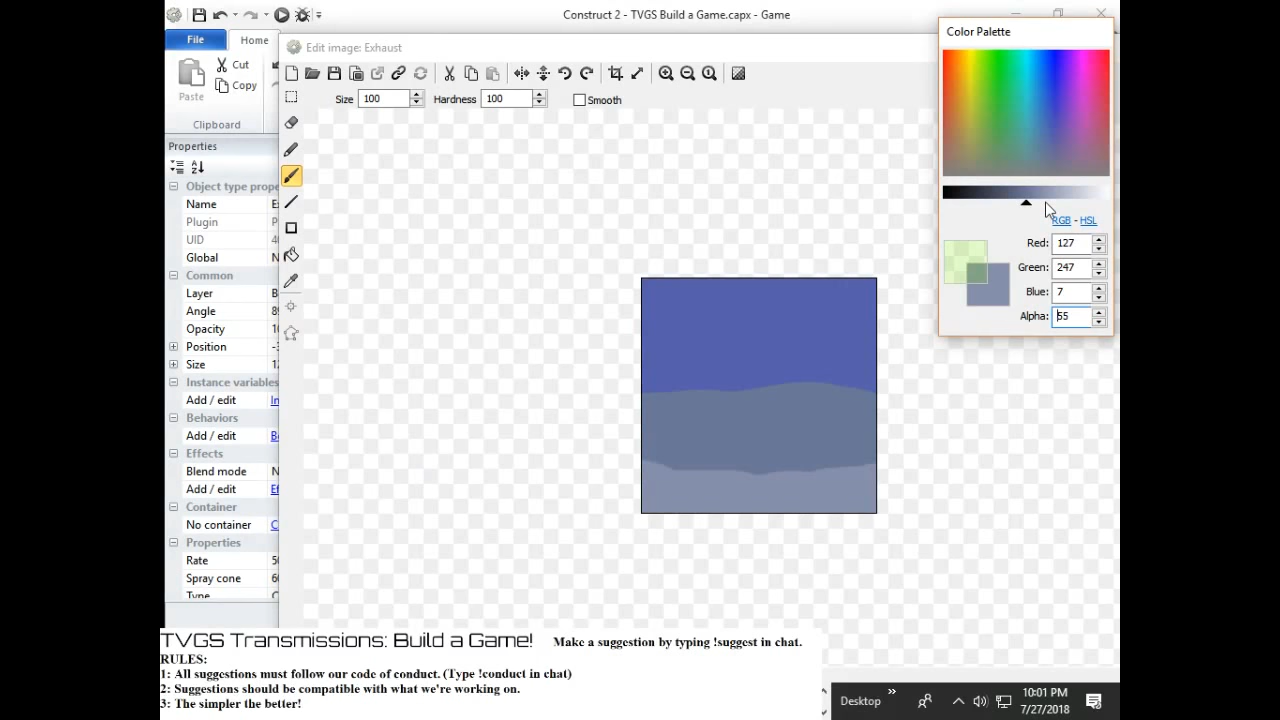 Construct 2 - TVGS Build a Game.capx - Game
File
Home
Cut
Copy
Paste
Clipboard
Properties
Object type prope
Name
Plugin
UID
Global
Common
Layer
Angle
Opacity
Position
Size
Instance variables
Add / edit
Behaviors
Add / edit
Effects
Blend mode
Add / edit
Container
No container
Properties
Rate
Spray cone
Type
Edit image: Exhaust
Size 100 Hardness 100 Smooth
Color Palette
RGB - HSL
Red: 127
Green: 247
Blue: 7
Alpha: 55
TVGS Transmissions: Build a Game! Make a suggestion by typing !suggest in chat.
RULES:
1: All suggestions must follow our code of conduct. (Type !conduct in chat)
2: Suggestions should be compatible with what we're working on.
3: The simpler the better!
Desktop
10:01 PM
7/27/2018